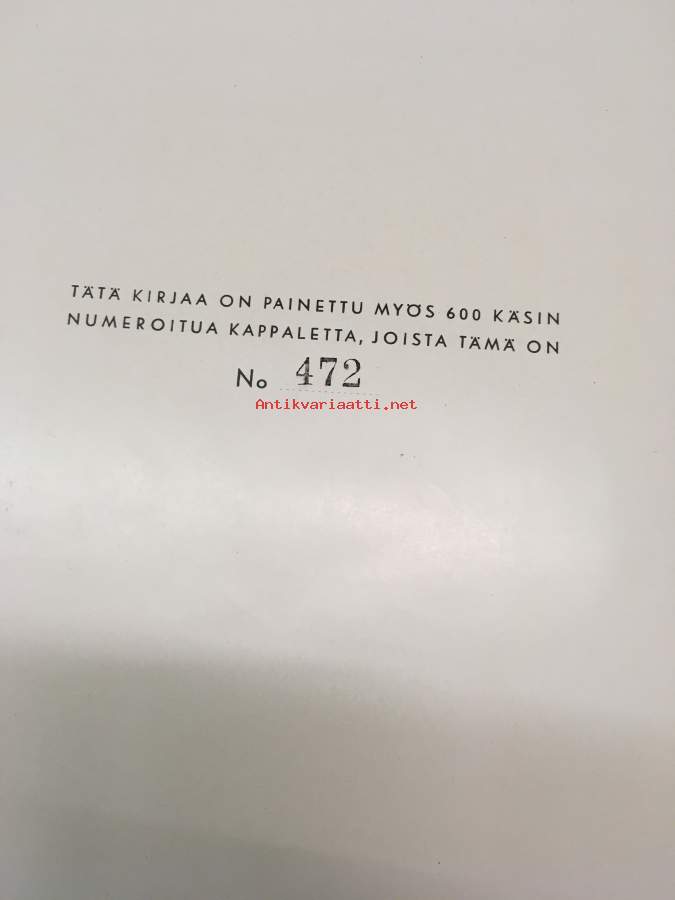 TÄTÄ KIRJAA ON PAINETTU MYÖS 600 KÄSIN
NUMEROITUA KAPPALETTA, JOISTA TÄMÄ ON
No 472
Antikvariaatti.net